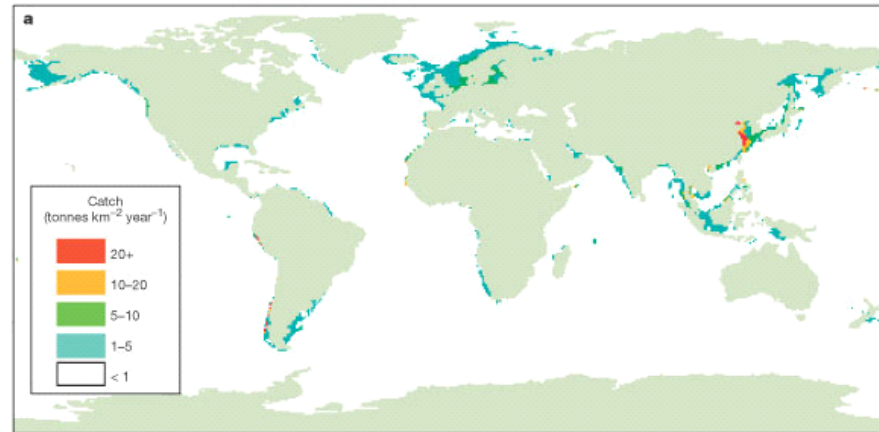 a
Catch
(tonnes km⁻² year⁻¹)
20+
10–20
5–10
1–5
< 1